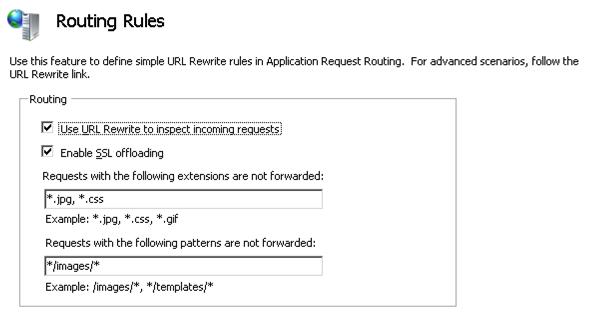 Routing Rules
Use this feature to define simple URL Rewrite rules in Application Request Routing.  For advanced scenarios, follow the
URL Rewrite link.
Routing
Use URL Rewrite to inspect incoming requests
Enable SSL offloading
Requests with the following extensions are not forwarded:
*.jpg, *.css
Example: *.jpg, *.css, *.gif
Requests with the following patterns are not forwarded:
*/images/*
Example: /images/*, */templates/*